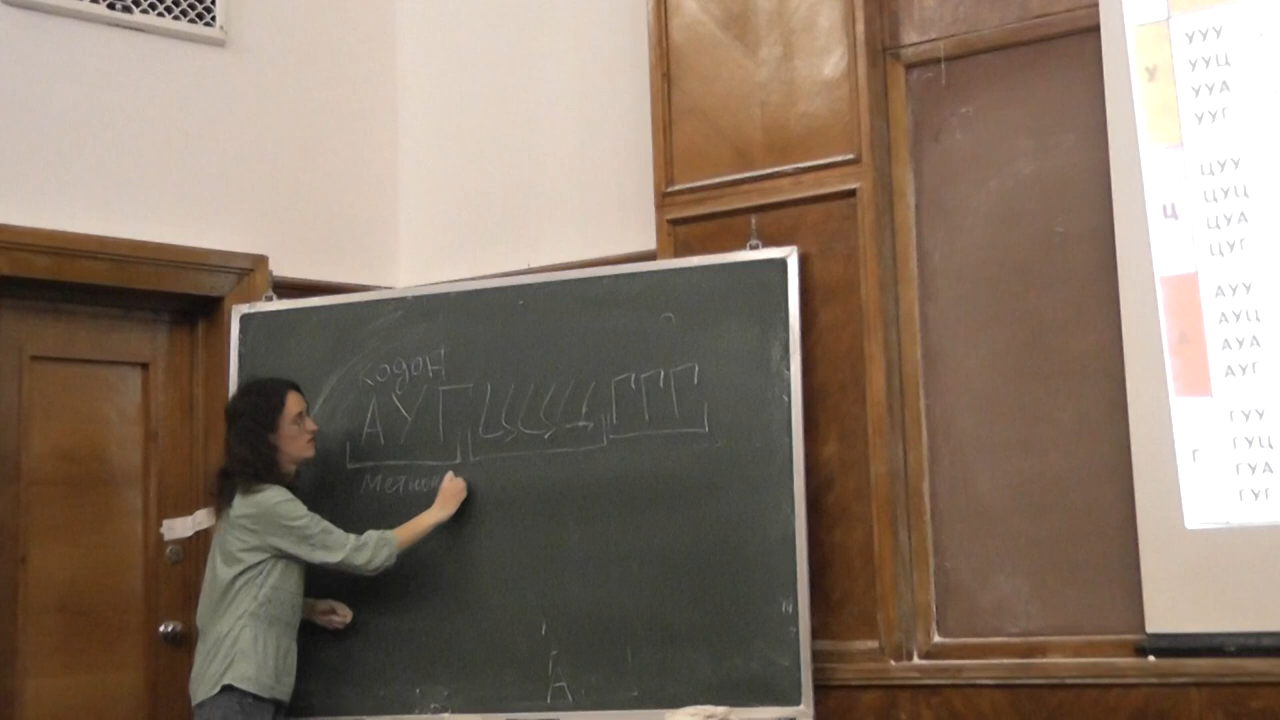 кодон
АУГ ЦЦЦ ГГГ
метион
А
У
УУУ
УУЦ
УУА
УУГ
Ц
ЦУУ
ЦУЦ
ЦУА
ЦУГ
АУУ
АУЦ
АУА
АУГ
Г
ГУУ
ГУЦ
ГУА
ГУГ